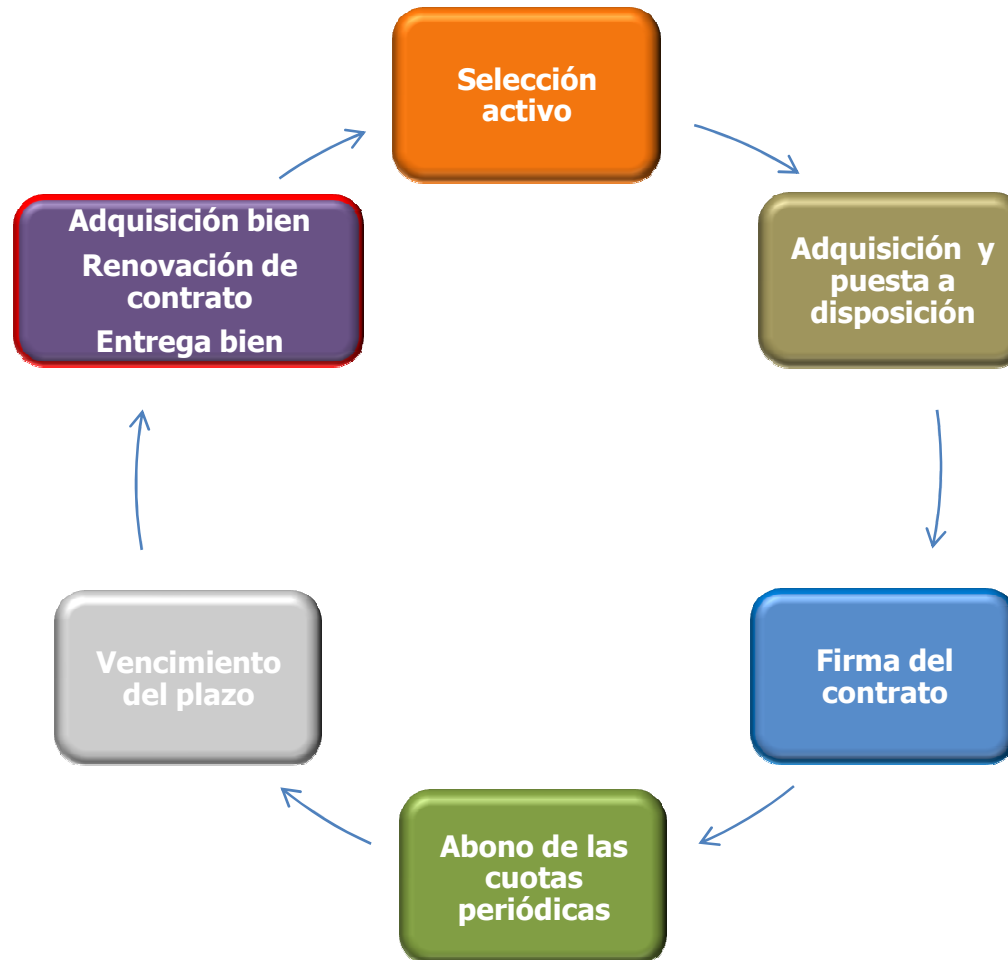 Selección
activo
Adquisición y
puesta a
disposición
Firma del
contrato
Abono de las
cuotas
periódicas
Vencimiento
del plazo
Adquisición bien
Renovación de
contrato
Entrega bien